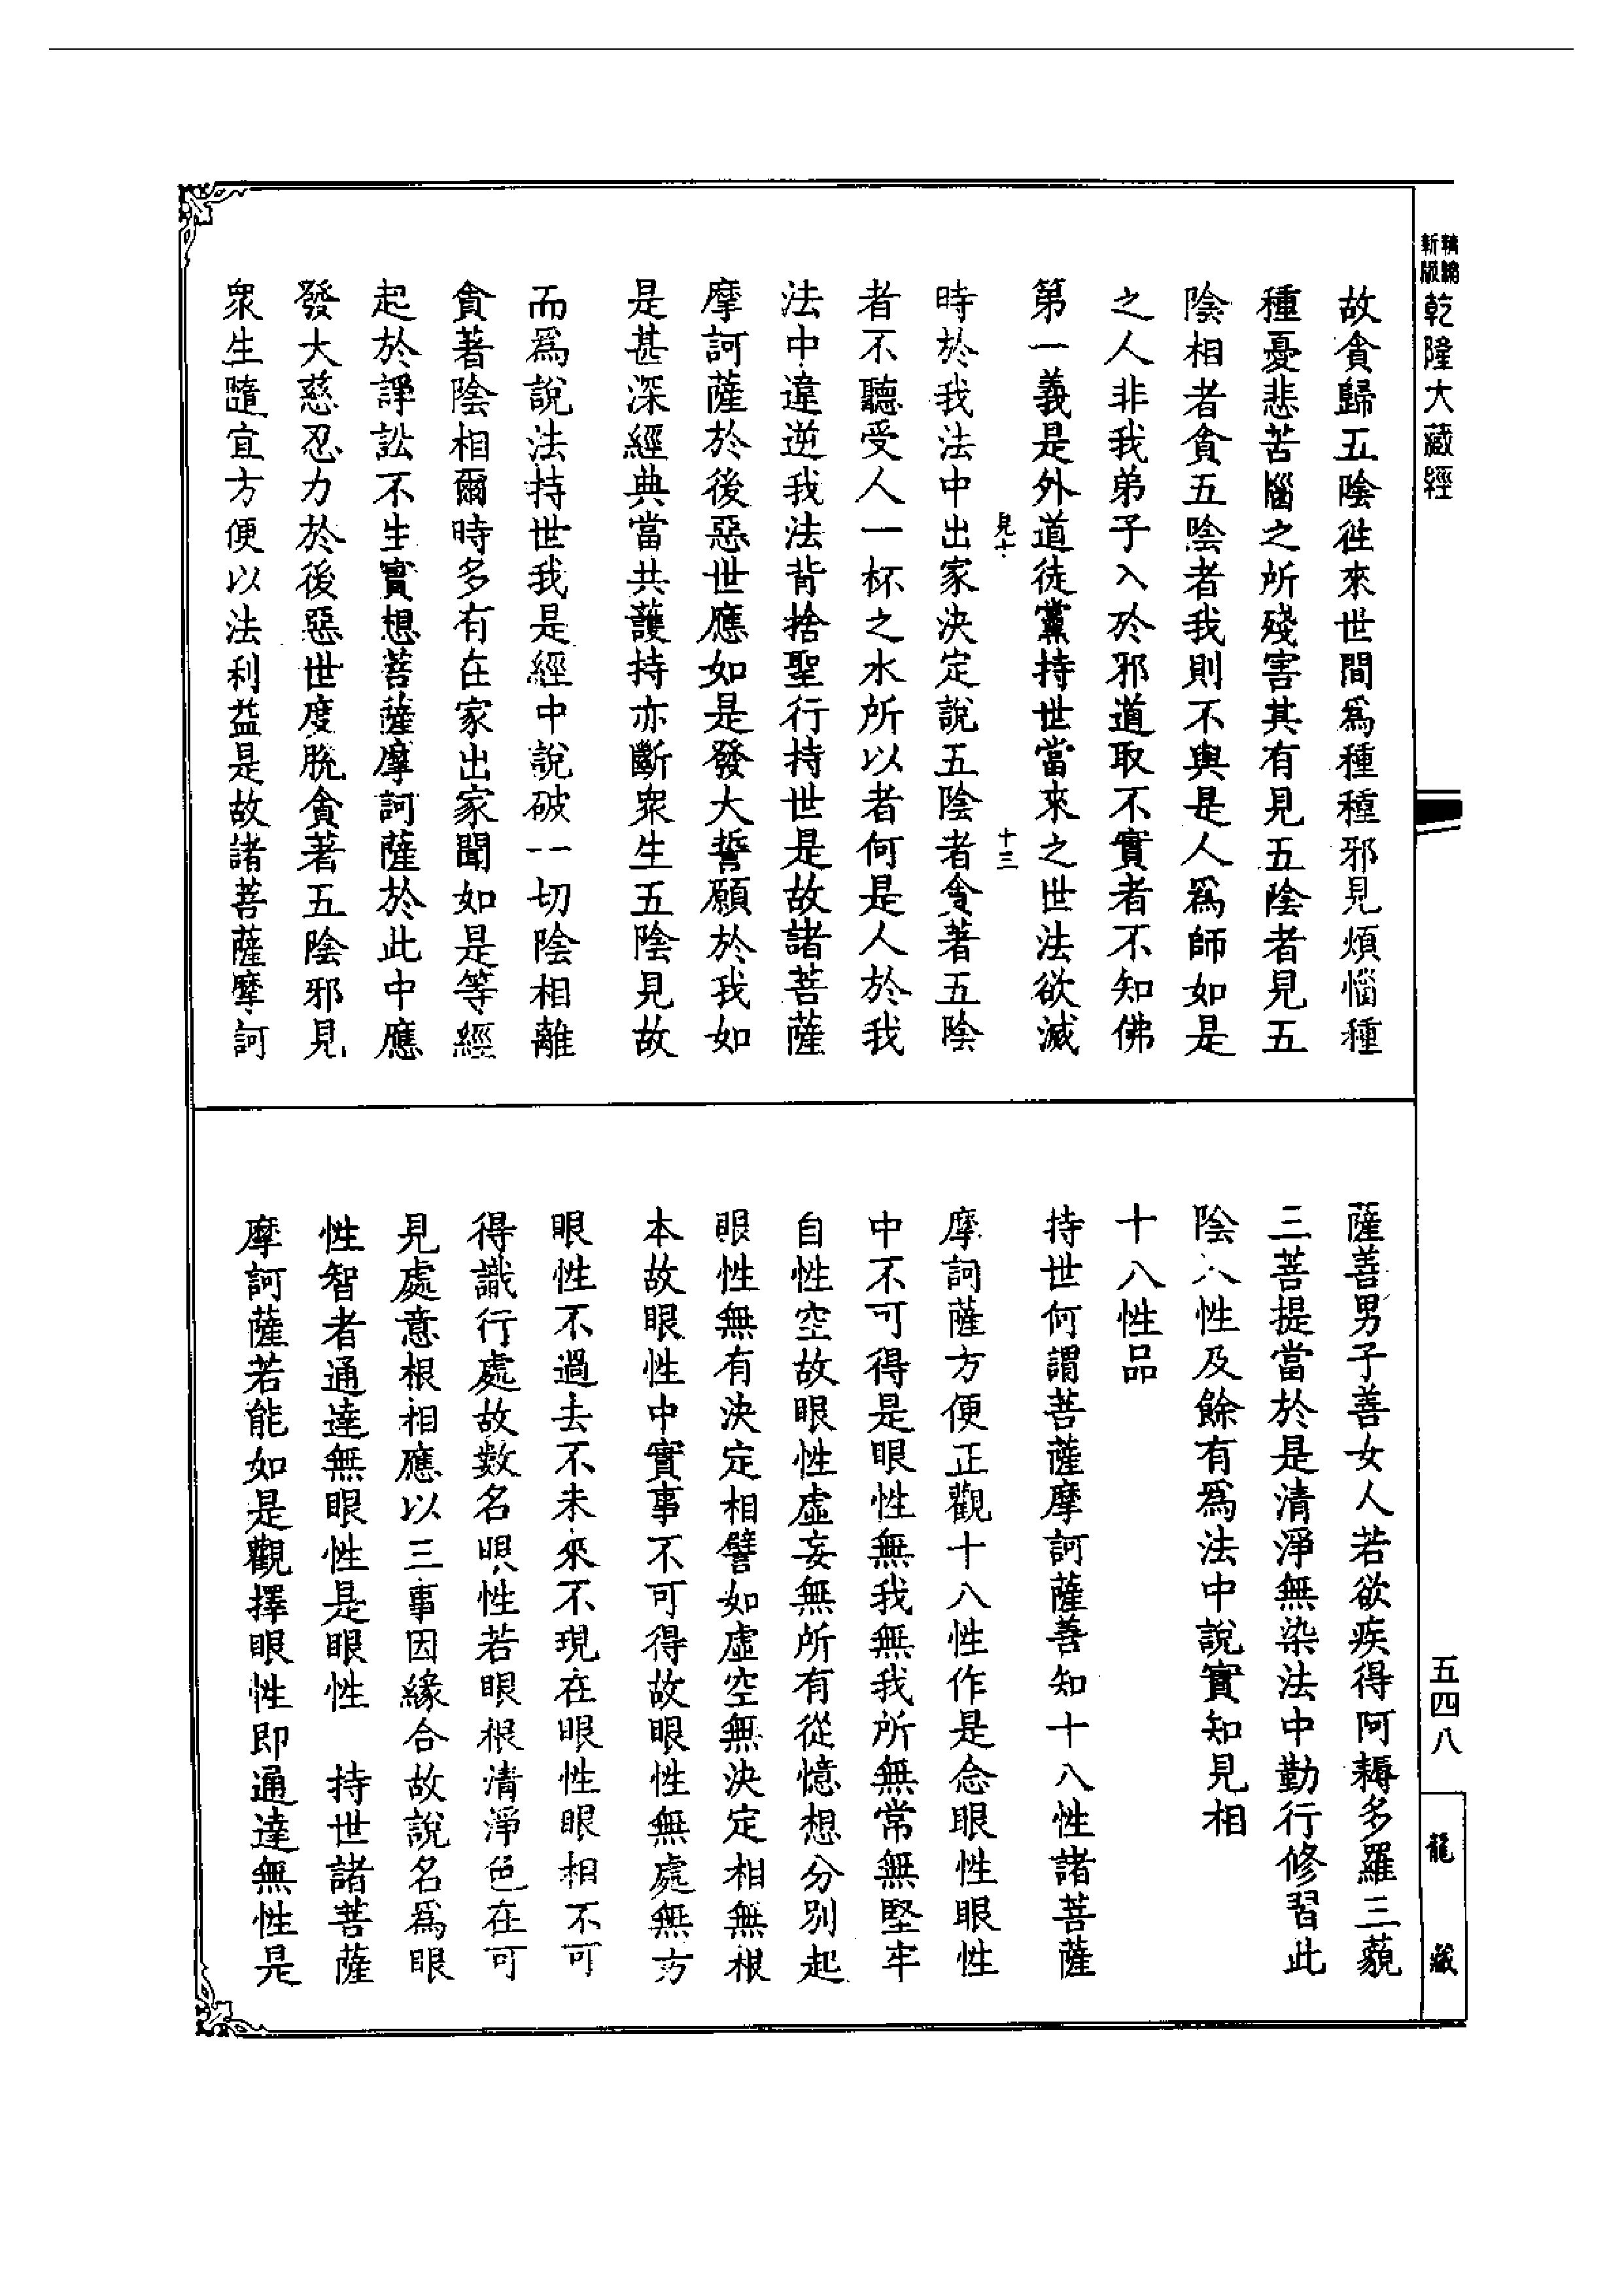 新編縮版乾隆大藏經
故貪歸五陰徃來世間爲種種邪見煩惱種
種憂悲苦惱之所殘害其有見五陰者見五
陰相者貪五陰者我則不與是人爲師如是
之人非我弟子入於邪道取不實者不知佛
第一義是外道徒黨持世當來之世法欲滅
見十
十三
時於我法中出家決定說五陰者貪著五陰
者不聽受人一杯之水所以者何是人於我
法中違逆我法背捨聖行持世是故諸菩薩
摩訶薩於後惡世應如是發大誓願於我如
是甚深經典當共護持亦斷衆生五陰見故
而爲說法持世我是經中說破一切陰相離
貪著陰相爾時多有在家出家聞如是等經
起於諍訟不生實想菩薩摩訶薩於此中應
發大慈忍力於後惡世度脫貪著五陰邪見
衆生隨宜方便以法利益是故諸菩薩摩訶
薩善男子善女人若欲疾得阿耨多羅三藐
三菩提當於是清淨無染法中勤行修習此
陰八性及餘有爲法中說實知見相
十八性品
持世何謂菩薩摩訶薩善知十八性諸菩薩
摩訶薩方便正觀十八性作是念眼性眼性
中不可得是眼性無我無我所無常無堅牢
自性空故眼性虛妄無所有從憶想分別起
眼性無有決定相譬如虛空無決定相無根
本故眼性中實事不可得故眼性無處無方
眼性不過去不未來不現在眼性眼相不可
得識行處故數名眼性若眼根清淨色在可
見處意根相應以三事因緣合故說名爲眼
性智者通達無眼性是眼性　持世諸菩薩
摩訶薩若能如是觀擇眼性即通達無性是
五四八
龍藏